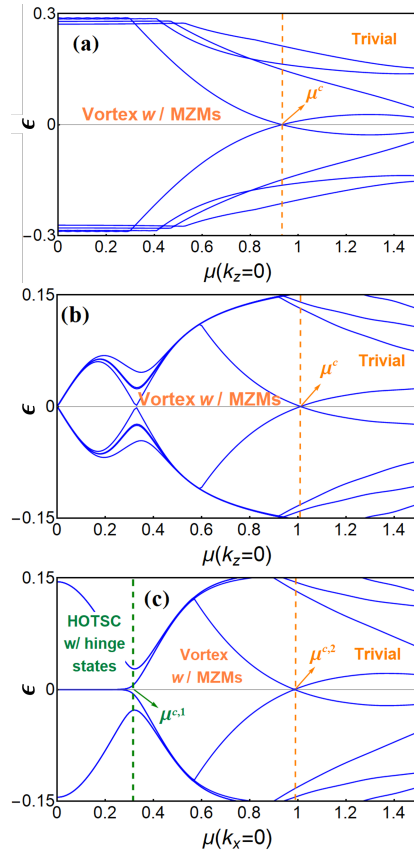 0.3
(a)
Trivial
Vortex w/ MZMs
μᶜ
ϵ
0
−0.3
0 0.2 0.4 0.6 0.8 1 1.2 1.4
μ(k_z=0)
0.15
(b)
Trivial
μᶜ
Vortex w/ MZMs
ϵ
0
−0.15
0 0.2 0.4 0.6 0.8 1 1.2 1.4
μ(k_z=0)
0.15
(c)
HOTSC
w/ hinge
states
Vortex
w/ MZMs
μᶜ,²
Trivial
ϵ
0
μᶜ,¹
−0.15
0 0.2 0.4 0.6 0.8 1 1.2 1.4
μ(k_x=0)